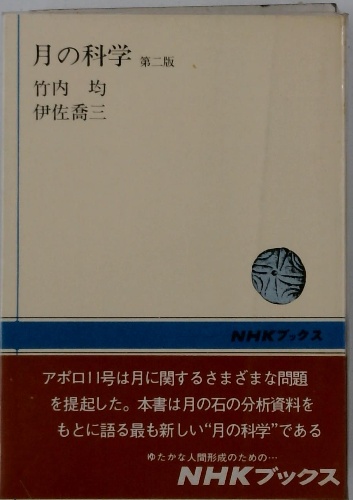 月の科学 第二版
竹内 均
伊佐喬三
NHKブックス
アポロ11号は月に関するさまざまな問題
を提起した。本書は月の石の分析資料を
もとに語る最も新しい“月の科学”である
ゆたかな人間形成のための…
NHKブックス